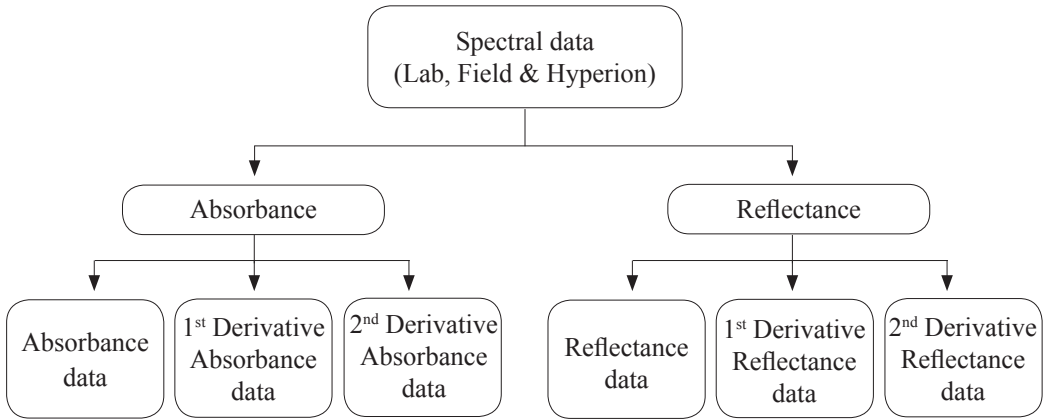 Spectral data
(Lab, Field & Hyperion)
Absorbance
Reflectance
Absorbance
data
1st Derivative
Absorbance
data
2nd Derivative
Absorbance
data
Reflectance
data
1st Derivative
Reflectance
data
2nd Derivative
Reflectance
data